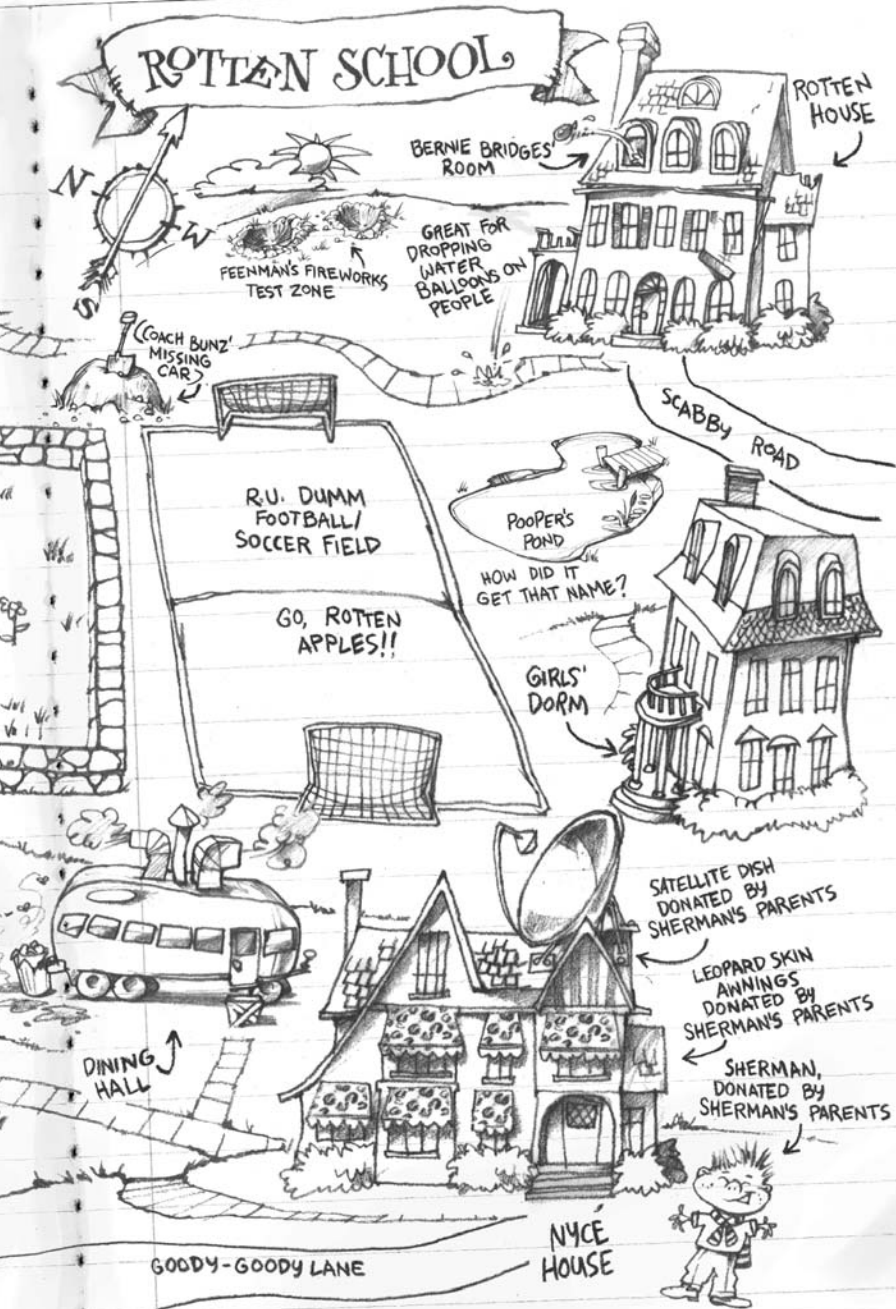 ROTTEN SCHOOL
N
W
S
BERNIE BRIDGES'
ROOM
ROTTEN
HOUSE
FEENMAN'S FIREWORKS
TEST ZONE
GREAT FOR
DROPPING
WATER
BALLOONS ON
PEOPLE
(COACH BUNZ'
MISSING
CAR)
SCABBY ROAD
R.U. DUMM
FOOTBALL/
SOCCER FIELD
GO, ROTTEN
APPLES!!
POOPER'S
POND
HOW DID IT
GET THAT NAME?
GIRLS'
DORM
SATELLITE DISH
DONATED BY
SHERMAN'S PARENTS
LEOPARD SKIN
AWNINGS
DONATED BY
SHERMAN'S PARENTS
SHERMAN,
DONATED BY
SHERMAN'S PARENTS
DINING
HALL
NYCE
HOUSE
GOODY-GOODY LANE